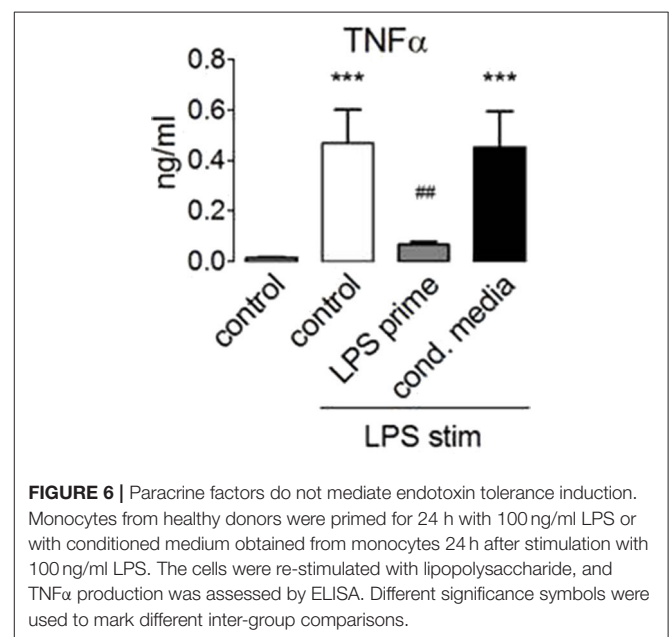 TNFα
0.8
***
***
0.6
ng/ml
0.4
##
0.2
0.0
control
control
LPS prime
cond. media
LPS stim
FIGURE 6 | Paracrine factors do not mediate endotoxin tolerance induction.
Monocytes from healthy donors were primed for 24 h with 100 ng/ml LPS or
with conditioned medium obtained from monocytes 24 h after stimulation with
100 ng/ml LPS. The cells were re-stimulated with lipopolysaccharide, and
TNFα production was assessed by ELISA. Different significance symbols were
used to mark different inter-group comparisons.